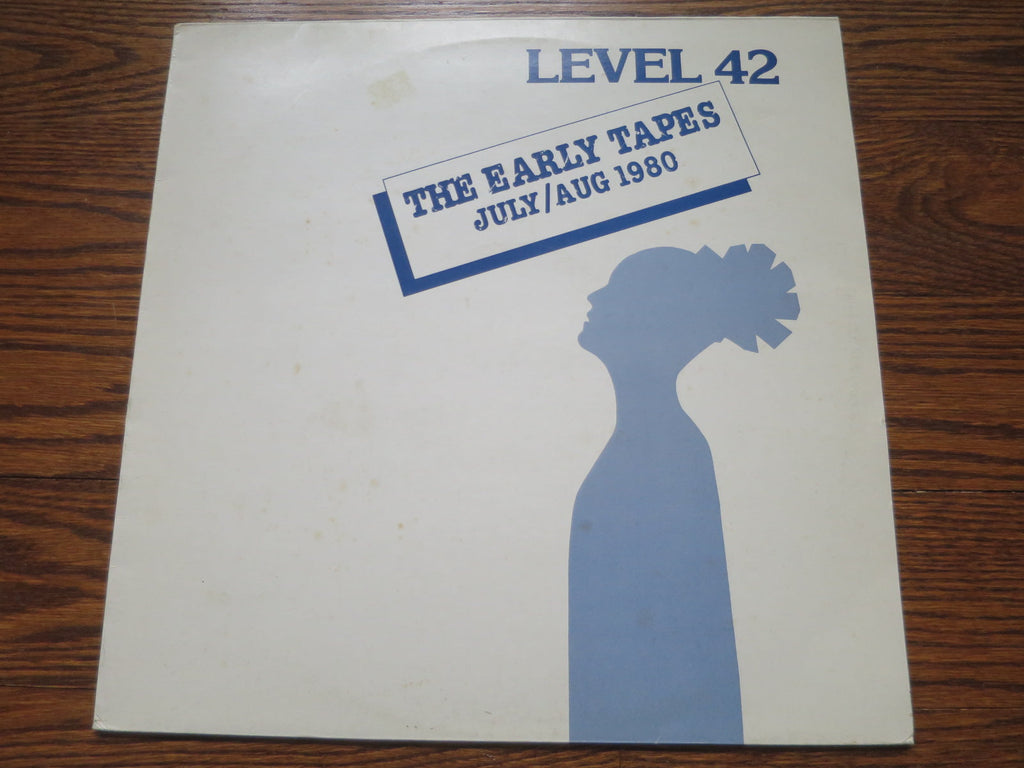 LEVEL 42
THE EARLY TAPES
JULY/AUG 1980